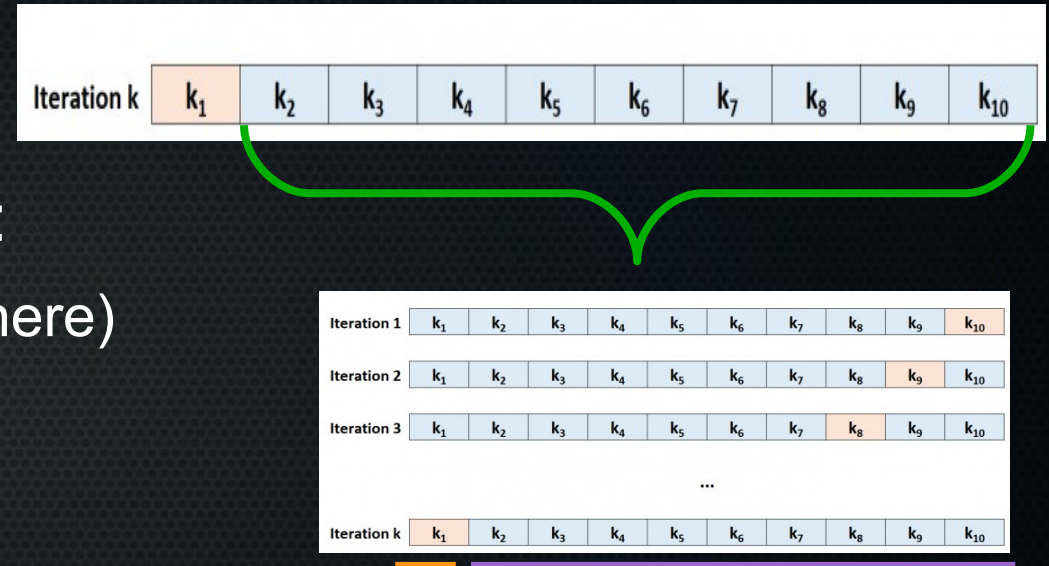 Iteration k k₁ k₂ k₃ k₄ k₅ k₆ k₇ k₈ k₉ k₁₀
:
here)
Iteration 1 k₁ k₂ k₃ k₄ k₅ k₆ k₇ k₈ k₉ k₁₀
Iteration 2 k₁ k₂ k₃ k₄ k₅ k₆ k₇ k₈ k₉ k₁₀
Iteration 3 k₁ k₂ k₃ k₄ k₅ k₆ k₇ k₈ k₉ k₁₀
...
Iteration k k₁ k₂ k₃ k₄ k₅ k₆ k₇ k₈ k₉ k₁₀